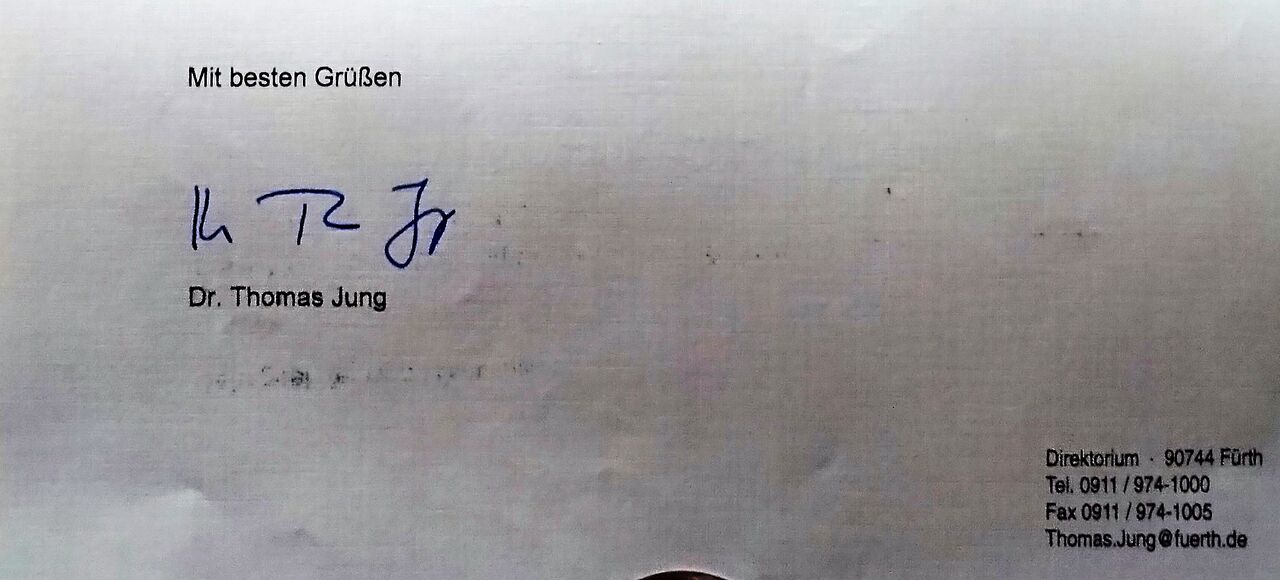 Mit besten Grüßen
Dr. Thomas Jung
Direktorium · 90744 Fürth
Tel. 0911 / 974-1000
Fax 0911 / 974-1005
Thomas.Jung@fuerth.de